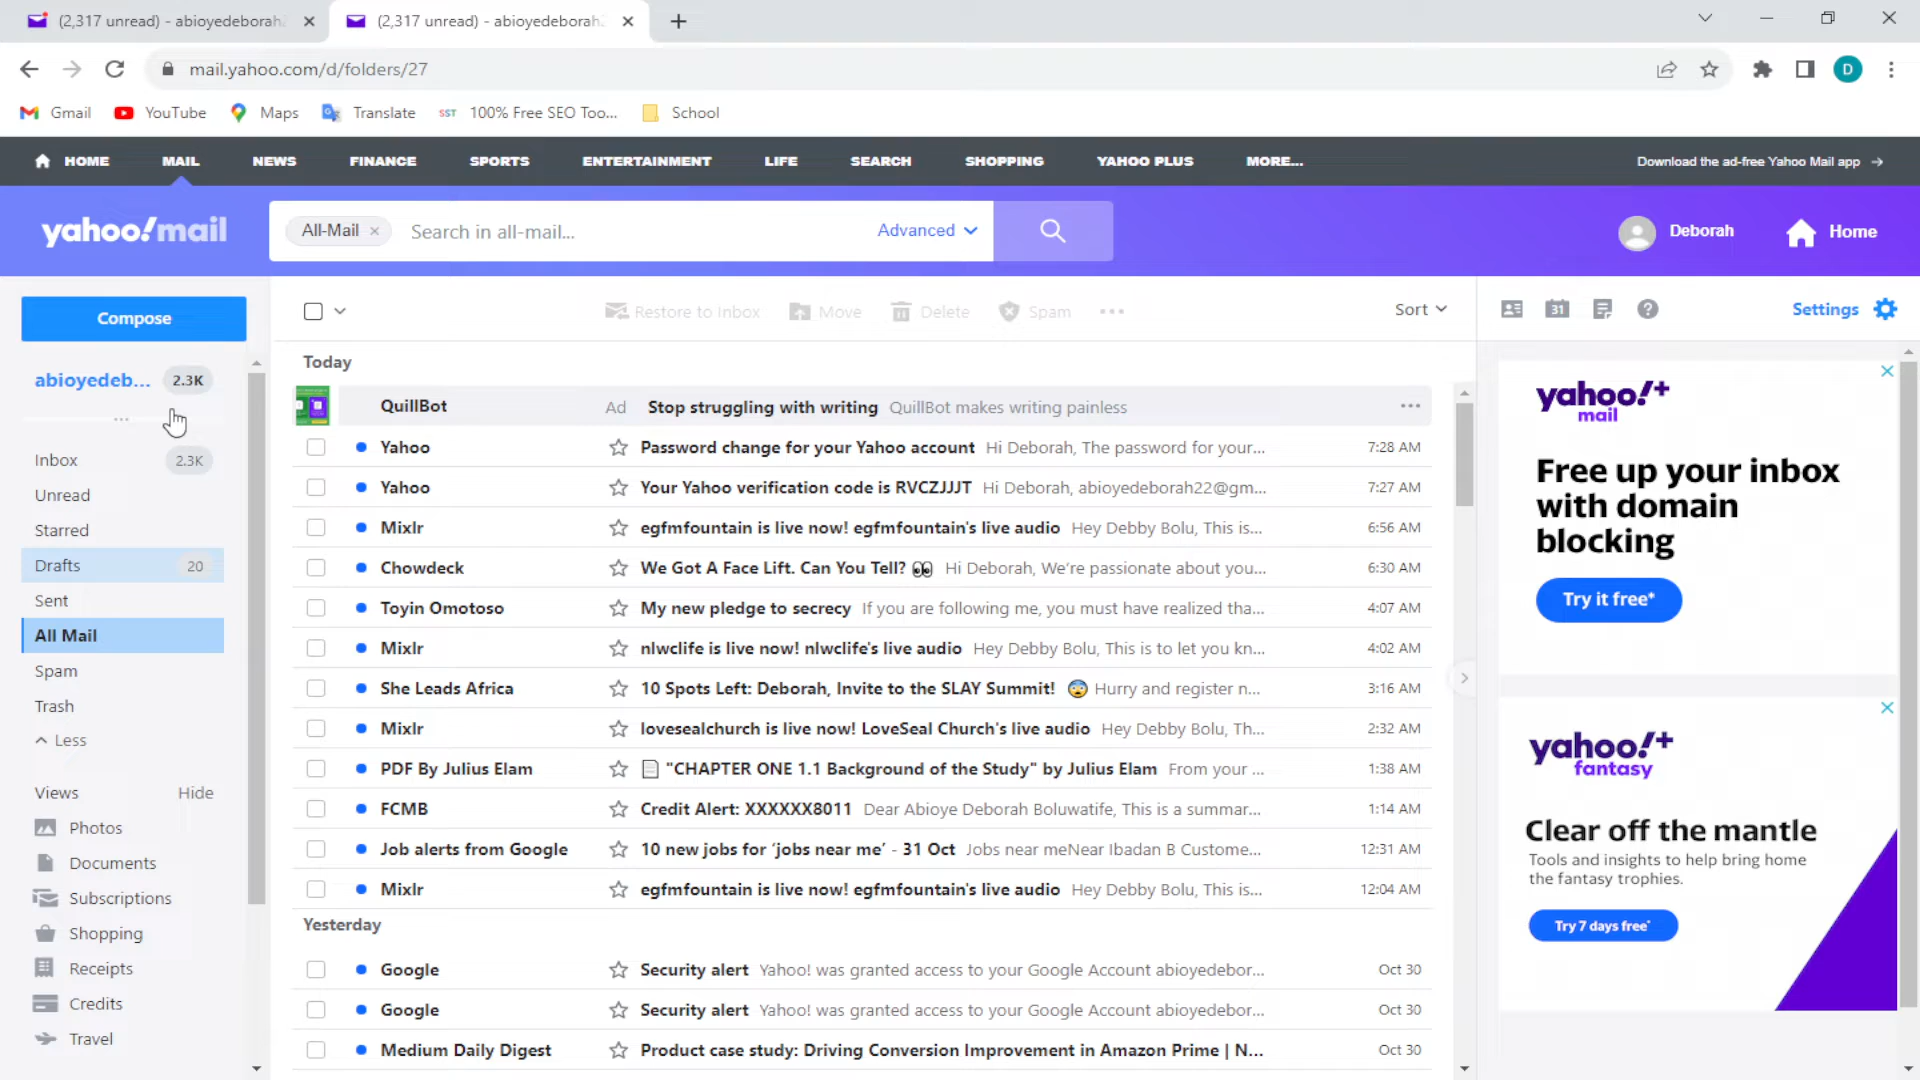 (2,317 unread) - abioyedeborah
(2,317 unread) - abioyedeborah
mail.yahoo.com/d/folders/27
D
Gmail YouTube Maps Translate SST 100% Free SEO Too... School
HOME MAIL NEWS FINANCE SPORTS ENTERTAINMENT LIFE SEARCH SHOPPING YAHOO PLUS MORE... Download the ad-free Yahoo Mail app →
yahoo!mail
All-Mail × Search in all-mail... Advanced
Deborah Home
Compose
abioyedeb... 2.3K
...
Inbox 2.3K
Unread
Starred
Drafts 20
Sent
All Mail
Spam
Trash
Less
Views Hide
Photos
Documents
Subscriptions
Shopping
Receipts
Credits
Travel
Restore to Inbox Move Delete Spam ••• Sort
Today
QuillBot Ad Stop struggling with writing QuillBot makes writing painless •••
Yahoo Password change for your Yahoo account Hi Deborah, The password for your... 7:28 AM
Yahoo Your Yahoo verification code is RVCZJJJT Hi Deborah, abioyedeborah22@gm... 7:27 AM
Mixlr egfmfountain is live now! egfmfountain's live audio Hey Debby Bolu, This is... 6:56 AM
Chowdeck We Got A Face Lift. Can You Tell? 👀 Hi Deborah, We're passionate about you... 6:30 AM
Toyin Omotoso My new pledge to secrecy If you are following me, you must have realized tha... 4:07 AM
Mixlr nlwclife is live now! nlwclife's live audio Hey Debby Bolu, This is to let you kn... 4:02 AM
She Leads Africa 10 Spots Left: Deborah, Invite to the SLAY Summit! 😨 Hurry and register n... 3:16 AM
Mixlr lovesealchurch is live now! LoveSeal Church's live audio Hey Debby Bolu, Th... 2:32 AM
PDF By Julius Elam 📄 "CHAPTER ONE 1.1 Background of the Study" by Julius Elam From your ... 1:38 AM
FCMB Credit Alert: XXXXXX8011 Dear Abioye Deborah Boluwatife, This is a summar... 1:14 AM
Job alerts from Google 10 new jobs for ‘jobs near me’ - 31 Oct Jobs near meNear Ibadan B Custome... 12:31 AM
Mixlr egfmfountain is live now! egfmfountain's live audio Hey Debby Bolu, This is... 12:04 AM
Yesterday
Google Security alert Yahoo! was granted access to your Google Account abioyedebor... Oct 30
Google Security alert Yahoo! was granted access to your Google Account abioyedebor... Oct 30
Medium Daily Digest Product case study: Driving Conversion Improvement in Amazon Prime | N... Oct 30
31 ? Settings
yahoo!+
mail
Free up your inbox
with domain
blocking
Try it free*
yahoo!+
fantasy
Clear off the mantle
Tools and insights to help bring home
the fantasy trophies.
Try 7 days free*